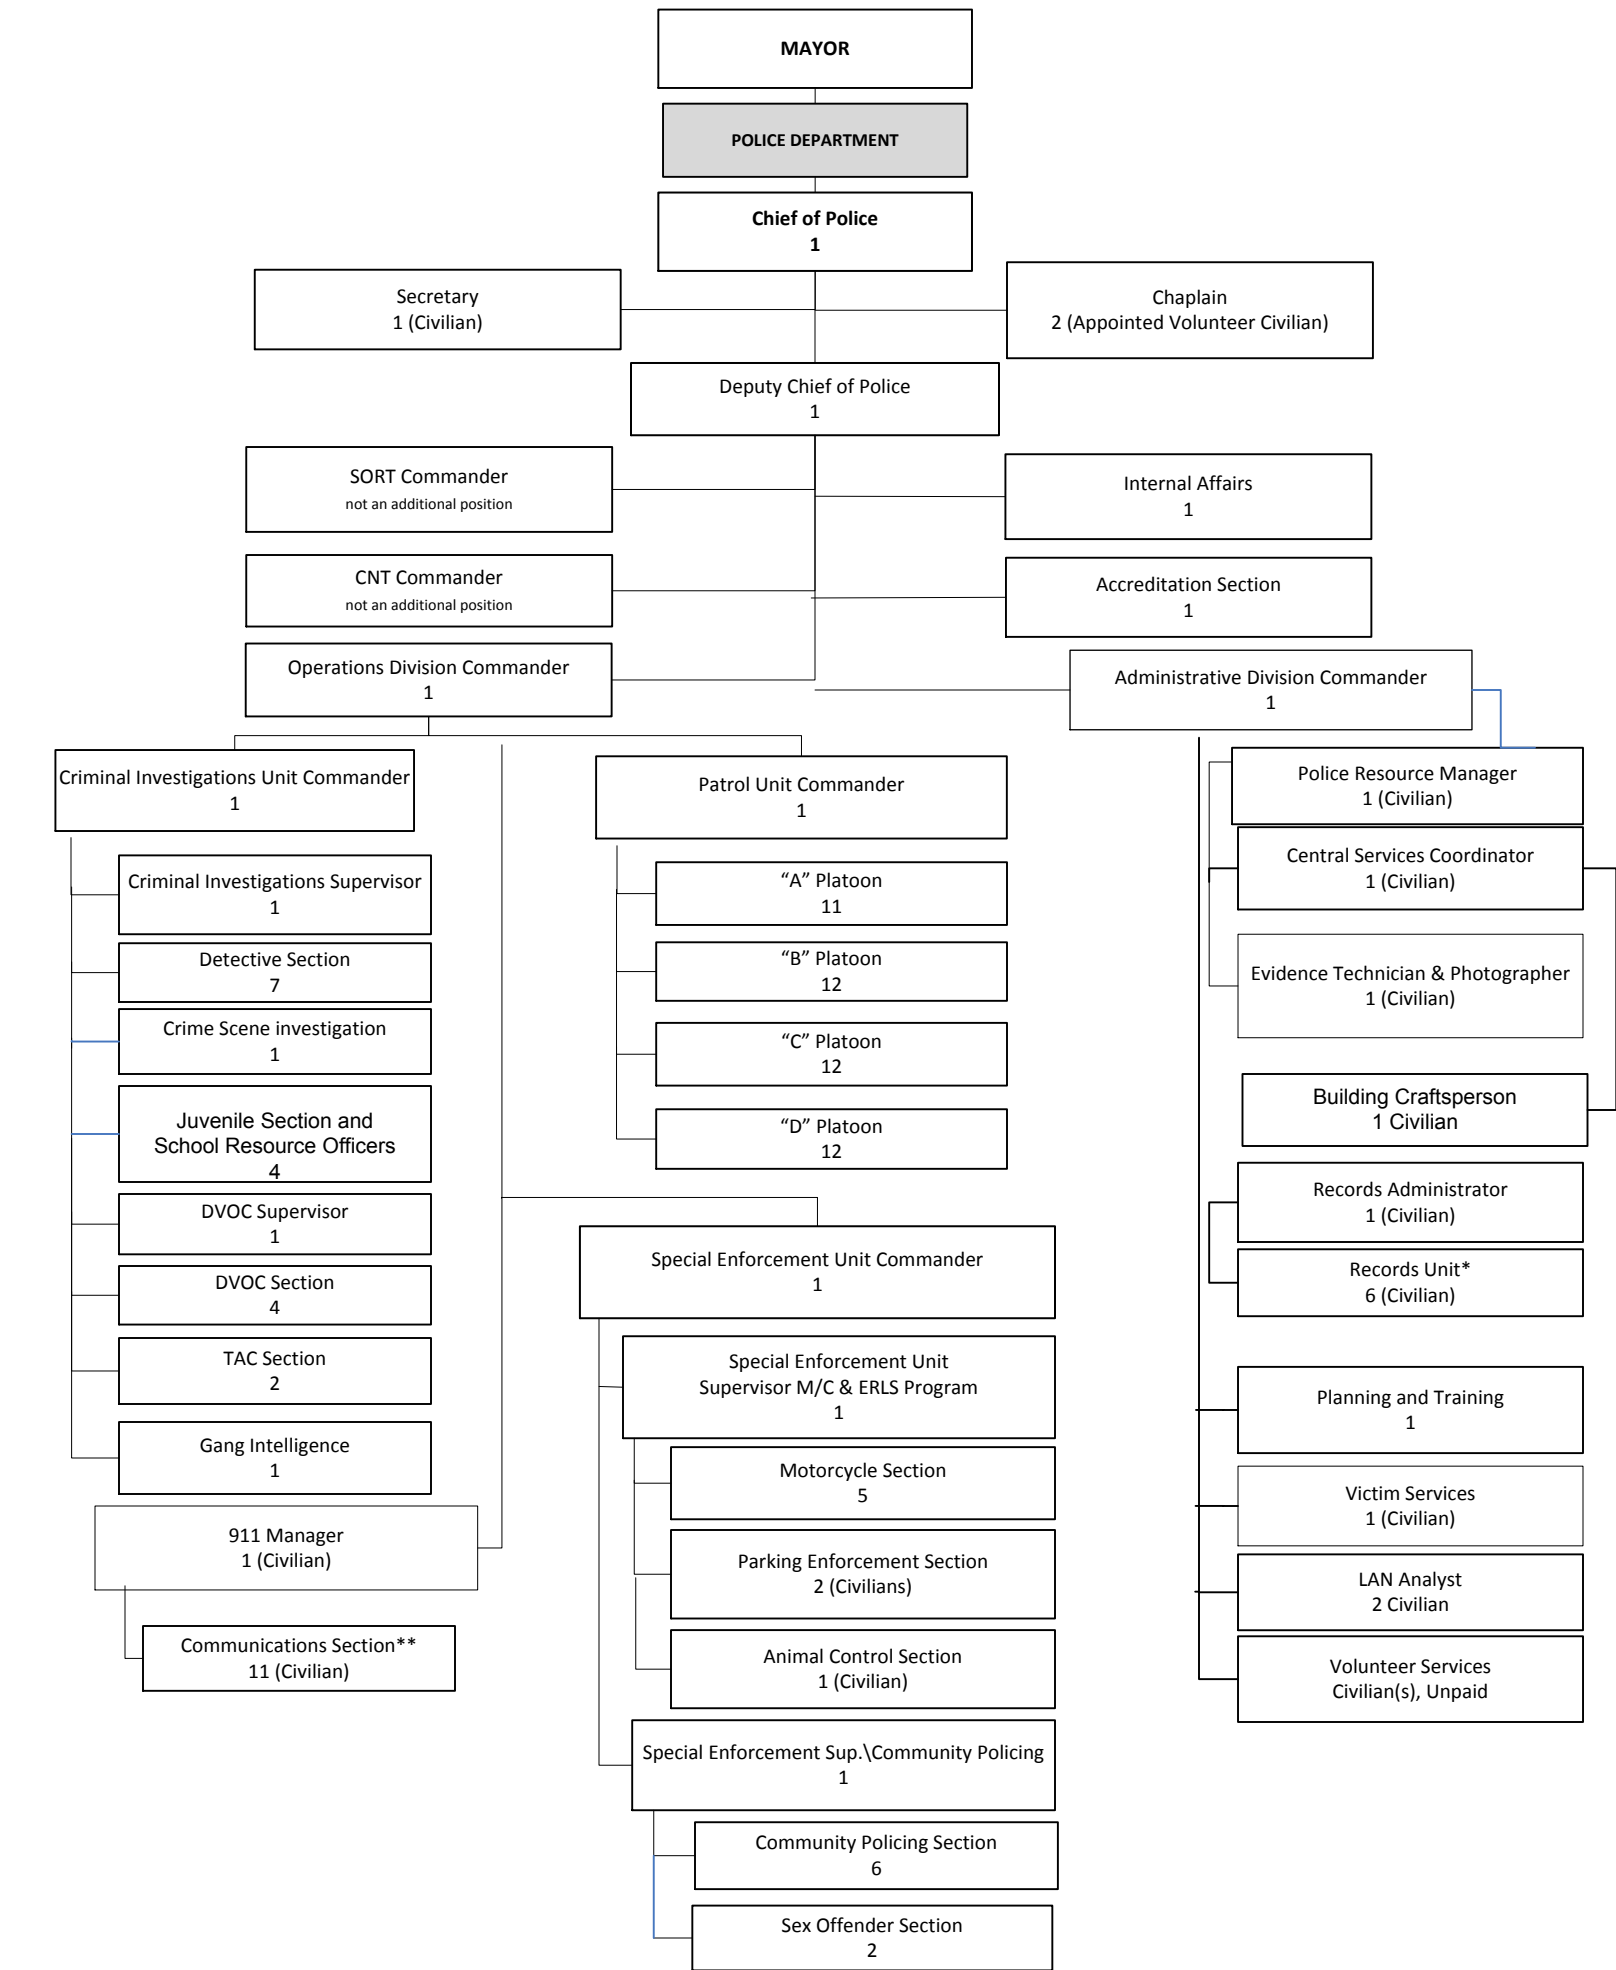 MAYOR
POLICE DEPARTMENT
Chief of Police
1
Secretary
1 (Civilian)
Chaplain
2 (Appointed Volunteer Civilian)
Deputy Chief of Police
1
SORT Commander
not an additional position
Internal Affairs
1
CNT Commander
not an additional position
Accreditation Section
1
Operations Division Commander
1
Administrative Division Commander
1
Criminal Investigations Unit Commander
1
Criminal Investigations Supervisor
1
Detective Section
7
Crime Scene investigation
1
Juvenile Section and
School Resource Officers
4
DVOC Supervisor
1
DVOC Section
4
TAC Section
2
Gang Intelligence
1
911 Manager
1 (Civilian)
Communications Section**
11 (Civilian)
Patrol Unit Commander
1
“A” Platoon
11
“B” Platoon
12
“C” Platoon
12
“D” Platoon
12
Special Enforcement Unit Commander
1
Special Enforcement Unit
Supervisor M/C & ERLS Program
1
Motorcycle Section
5
Parking Enforcement Section
2 (Civilians)
Animal Control Section
1 (Civilian)
Special Enforcement Sup.\Community Policing
1
Community Policing Section
6
Sex Offender Section
2
Police Resource Manager
1 (Civilian)
Central Services Coordinator
1 (Civilian)
Evidence Technician & Photographer
1 (Civilian)
Building Craftsperson
1 Civilian
Records Administrator
1 (Civilian)
Records Unit*
6 (Civilian)
Planning and Training
1
Victim Services
1 (Civilian)
LAN Analyst
2 Civilian
Volunteer Services
Civilian(s), Unpaid